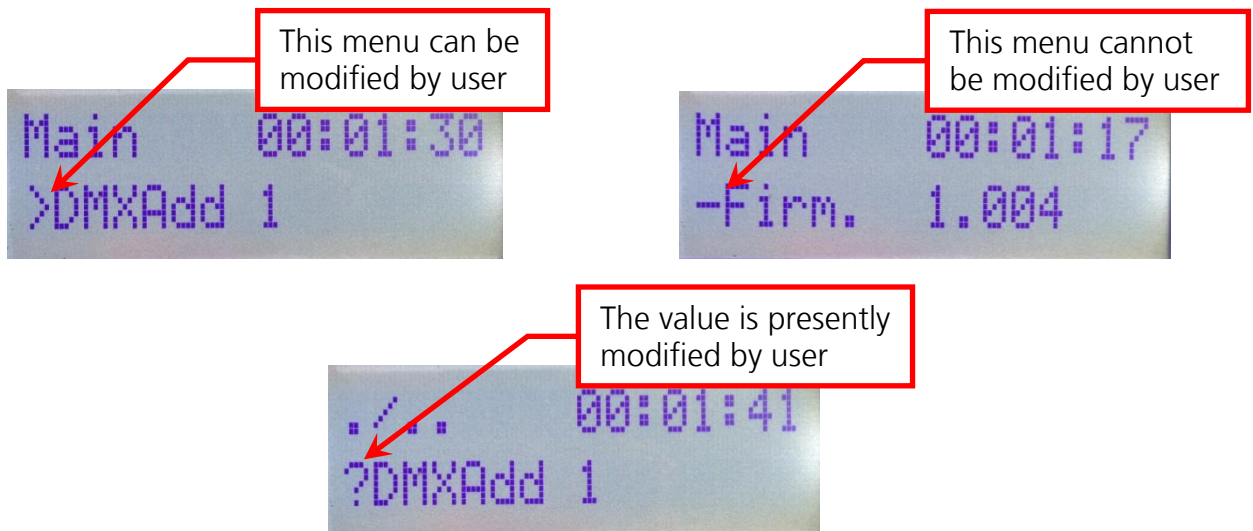 This menu can be
modified by user
Main 00:01:30
>DMXAdd 1
This menu cannot
be modified by user
Main 00:01:17
-Firm. 1.004
The value is presently
modified by user
./.. 00:01:41
?DMXAdd 1